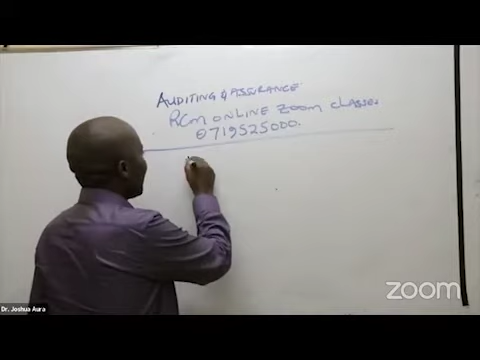 AUDITING & ASSURANCE
RCM ONLINE ZOOM classes
0719525000.
zoom
Dr. Joshua Aura